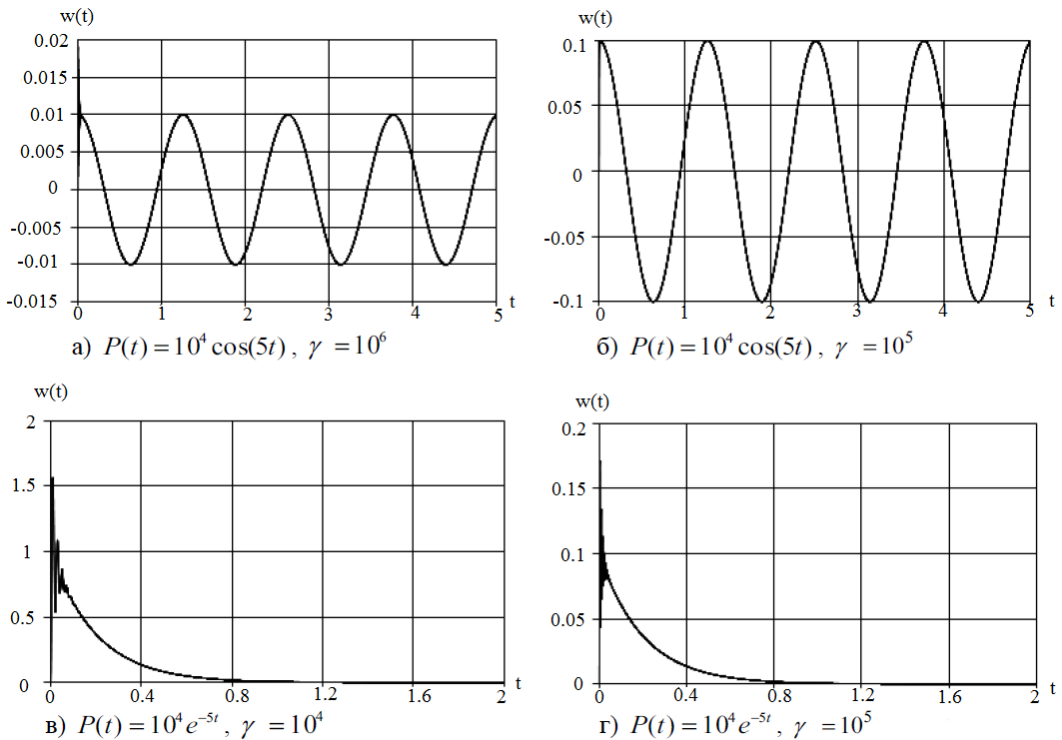 w(t)
0.02
0.015
0.01
0.005
0
-0.005
-0.01
-0.015
0 1 2 3 4 5 t
а) P(t) = 10⁴ cos(5t) , γ = 10⁶
w(t)
0.1
0.05
0
-0.05
-0.1
0 1 2 3 4 5 t
б) P(t) = 10⁴ cos(5t) , γ = 10⁵
w(t)
2
1.5
1
0.5
0
0 0.4 0.8 1.2 1.6 2 t
в) P(t) = 10⁴ e⁻⁵ᵗ , γ = 10⁴
w(t)
0.2
0.15
0.1
0.05
0
0 0.4 0.8 1.2 1.6 2 t
г) P(t) = 10⁴ e⁻⁵ᵗ , γ = 10⁵